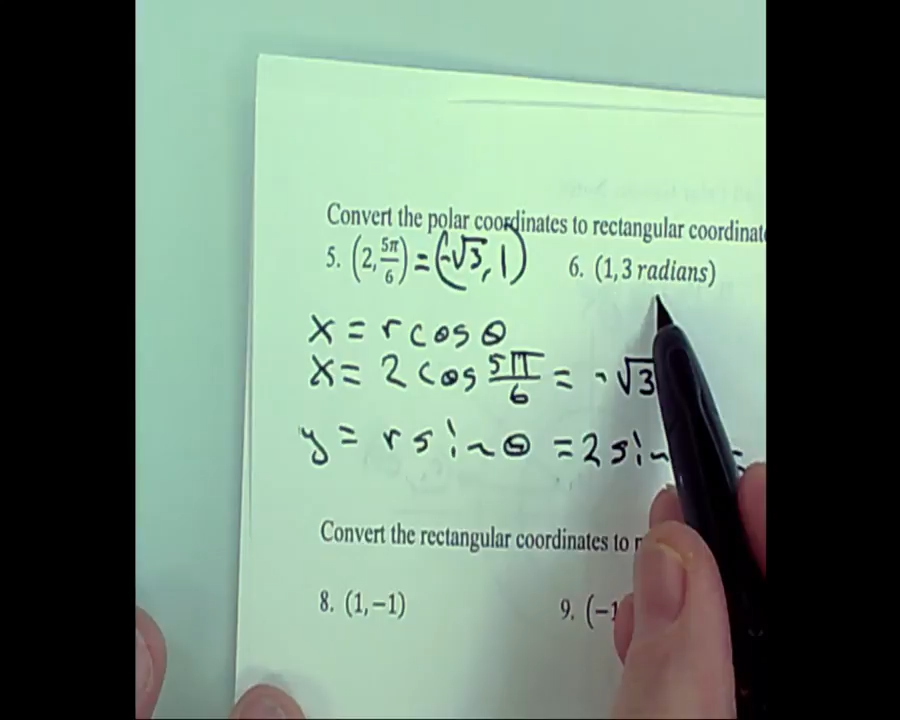 Convert the polar coordinates to rectangular
5. (2, 5π/6) = (-√3, 1) 6. (1, 3 radians)
x = r cos θ
x = 2 cos 5π/6 = -√3
y = r sin θ = 2 sin =
Convert the rectangular coordinates to
8. (1, −1) 9. (−1